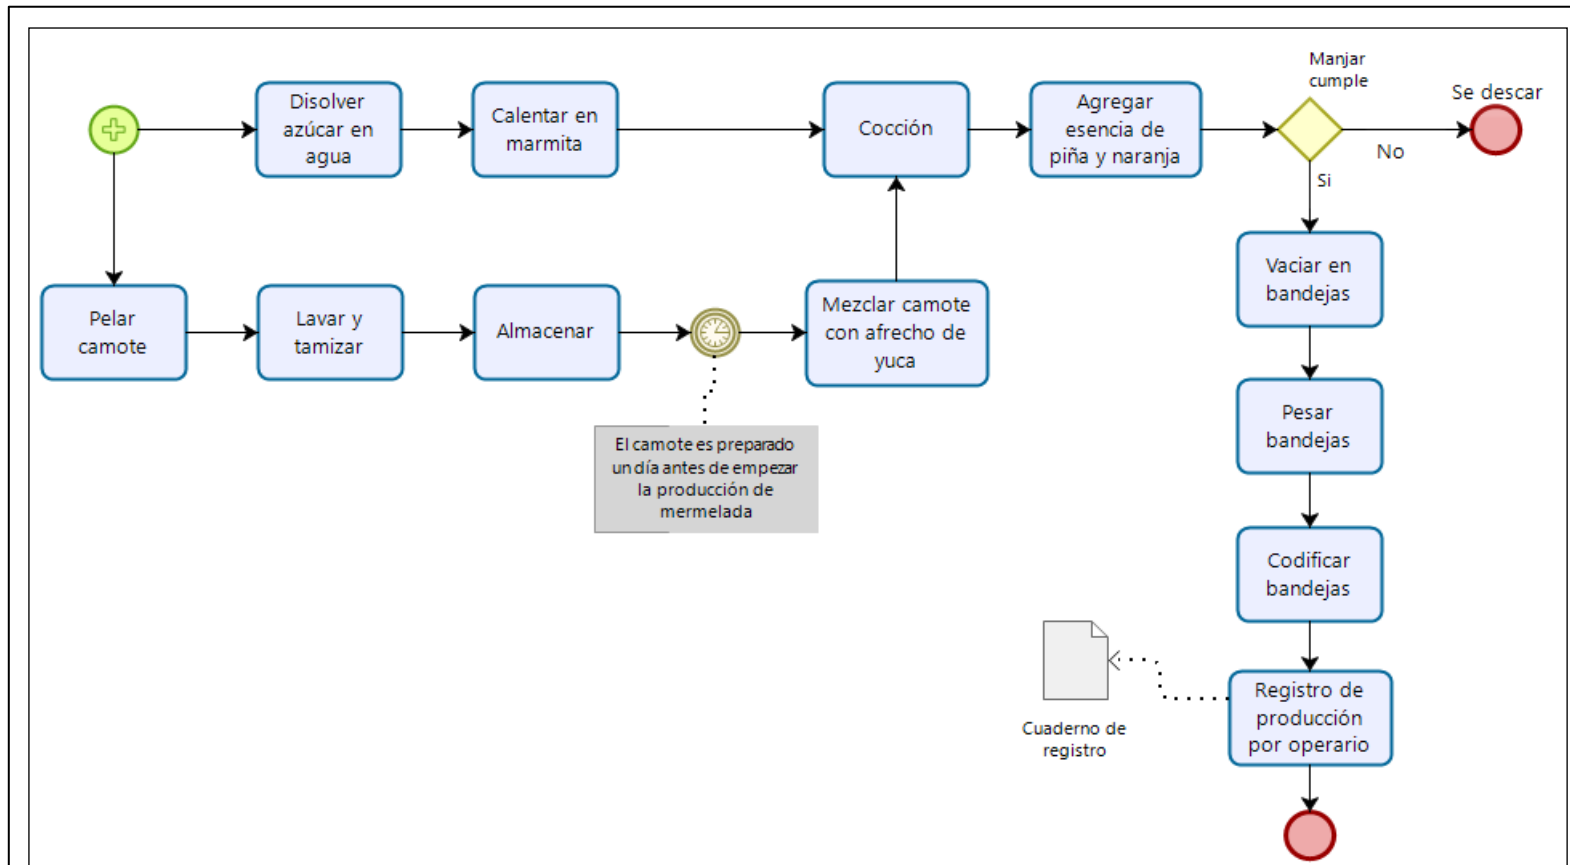 Disolver
azúcar en
agua
Calentar en
marmita
Cocción
Agregar
esencia de
piña y naranja
Manjar
cumple
Se descar
No
Si
Pelar
camote
Lavar y
tamizar
Almacenar
Mezclar camote
con afrecho de
yuca
El camote es preparado
un día antes de empezar
la producción de
mermelada
Vaciar en
bandejas
Pesar
bandejas
Codificar
bandejas
Registro de
producción
por operario
Cuaderno de
registro